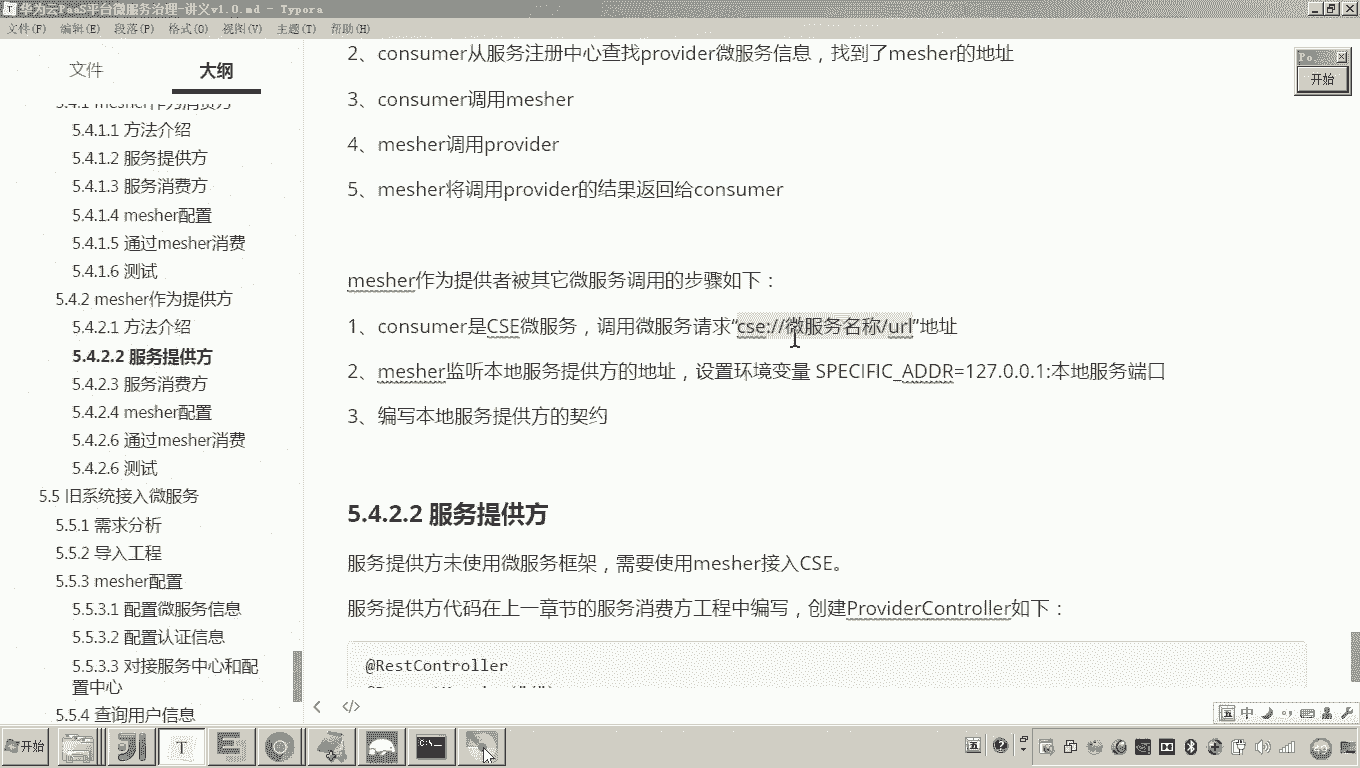 华为云PaaS平台微服务治理-讲义v1.0.md - Typora
文件(F) 编辑(E) 段落(P) 格式(O) 视图(V) 主题(T) 帮助(H)
文件 大纲
5.4.1 mesher作为消费方
5.4.1.1 方法介绍
5.4.1.2 服务提供方
5.4.1.3 服务消费方
5.4.1.4 mesher配置
5.4.1.5 通过mesher消费
5.4.1.6 测试
5.4.2 mesher作为提供方
5.4.2.1 方法介绍
5.4.2.2 服务提供方
5.4.2.3 服务消费方
5.4.2.4 mesher配置
5.4.2.6 通过mesher消费
5.4.2.6 测试
5.5 旧系统接入微服务
5.5.1 需求分析
5.5.2 导入工程
5.5.3 mesher配置
5.5.3.1 配置微服务信息
5.5.3.2 配置认证信息
5.5.3.3 对接服务中心和配
置中心
5.5.4 查询用户信息
2、consumer从服务注册中心查找provider微服务信息，找到了mesher的地址
3、consumer调用mesher
4、mesher调用provider
5、mesher将调用provider的结果返回给consumer
mesher作为提供者被其它微服务调用的步骤如下：
1、consumer是CSE微服务，调用微服务请求“cse://微服务名称/url”地址
2、mesher监听本地服务提供方的地址，设置环境变量 SPECIFIC_ADDR=127.0.0.1:本地服务端口
3、编写本地服务提供方的契约
5.4.2.2 服务提供方
服务提供方未使用微服务框架，需要使用mesher接入CSE。
服务提供方代码在上一章节的服务消费方工程中编写，创建ProviderController如下：
@RestController
Po.
开始
开始
中